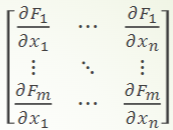 ∂F₁/∂x₁ ⋯ ∂F₁/∂xₙ
⋮ ⋱ ⋮
∂Fₘ/∂x₁ ⋯ ∂Fₘ/∂xₙ